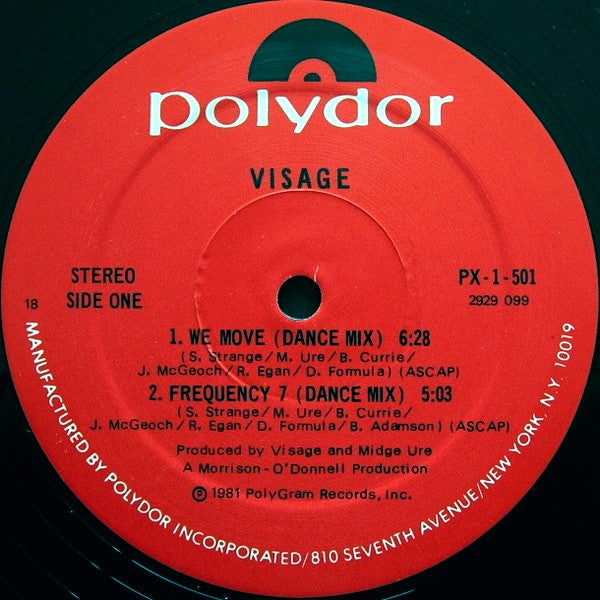 polydor
VISAGE
STEREO
SIDE ONE
PX-1-501
2929 099
18
1. WE MOVE (DANCE MIX) 6:28
(S. Strange/M. Ure/B. Currie/
J. McGeoch/R. Egan/D. Formula) (ASCAP)
2. FREQUENCY 7 (DANCE MIX) 5:03
(S. Strange/M. Ure/B. Currie/
J. McGeoch/R. Egan/D. Formula/B. Adamson) (ASCAP)
Produced by Visage and Midge Ure
A Morrison-O'Donnell Production
℗ 1981 PolyGram Records, Inc.
MANUFACTURED BY POLYDOR INCORPORATED/810 SEVENTH AVENUE/NEW YORK, N.Y. 10019